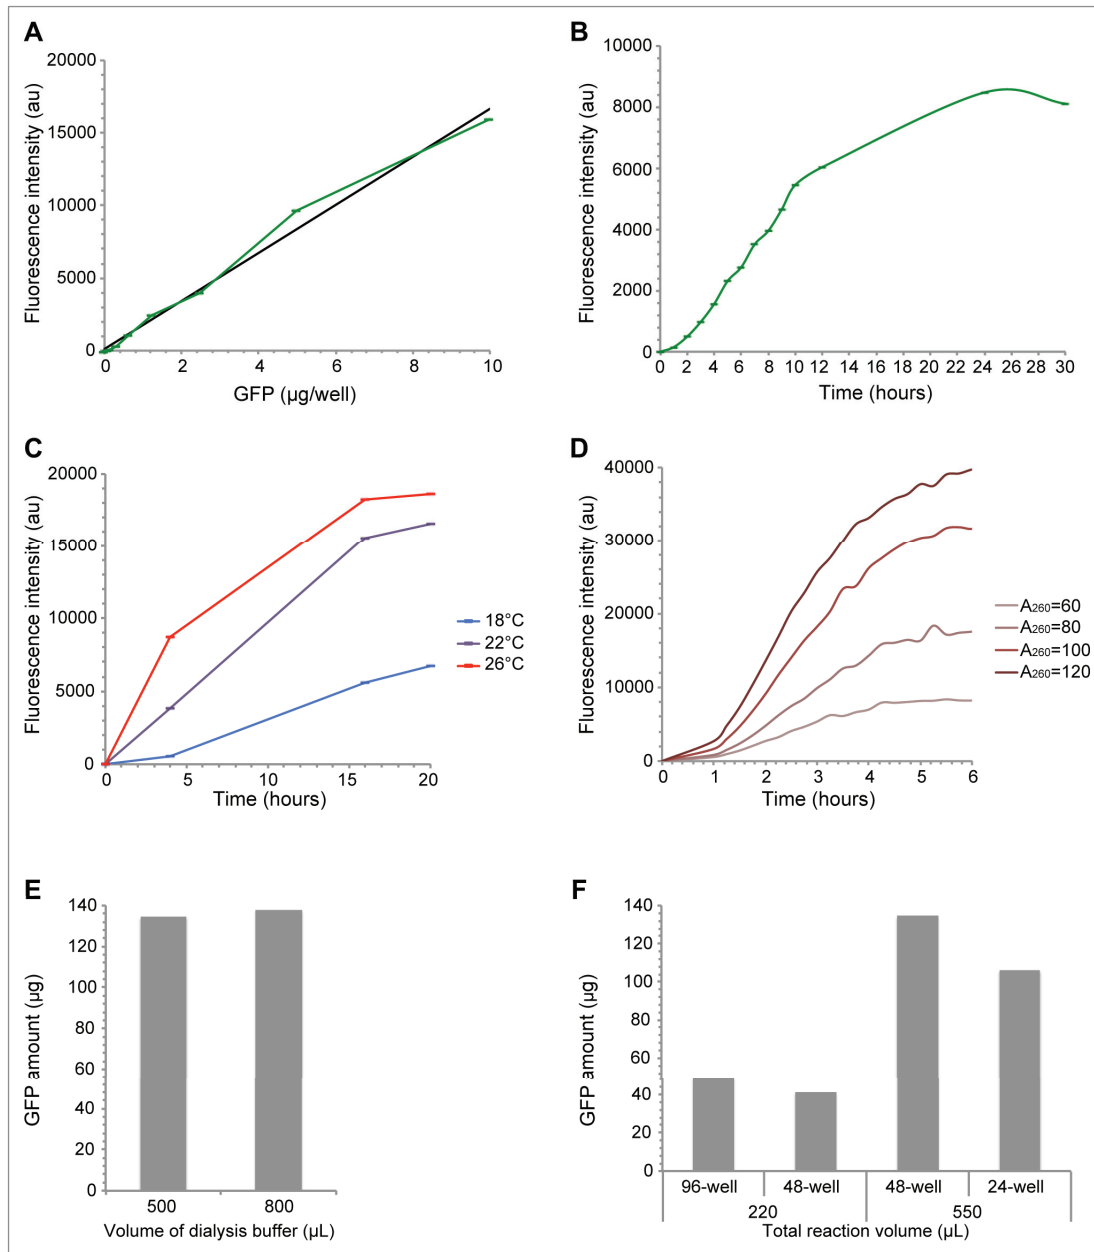 A
Fluorescence intensity (au)
20000
15000
10000
5000
0
0 2 4 6 8 10
GFP (µg/well)
B
Fluorescence intensity (au)
10000
8000
6000
4000
2000
0
0 2 4 6 8 10 12 14 16 18 20 22 24 26 28 30
Time (hours)
C
Fluorescence intensity (au)
20000
15000
10000
5000
0
0 5 10 15 20
Time (hours)
18°C
22°C
26°C
D
Fluorescence intensity (au)
40000
30000
20000
10000
0
0 1 2 3 4 5 6
Time (hours)
A260=60
A260=80
A260=100
A260=120
E
GFP amount (µg)
140
120
100
80
60
40
20
0
500 800
Volume of dialysis buffer (µL)
F
GFP amount (µg)
140
120
100
80
60
40
20
0
96-well 48-well 48-well 24-well
220 550
Total reaction volume (µL)